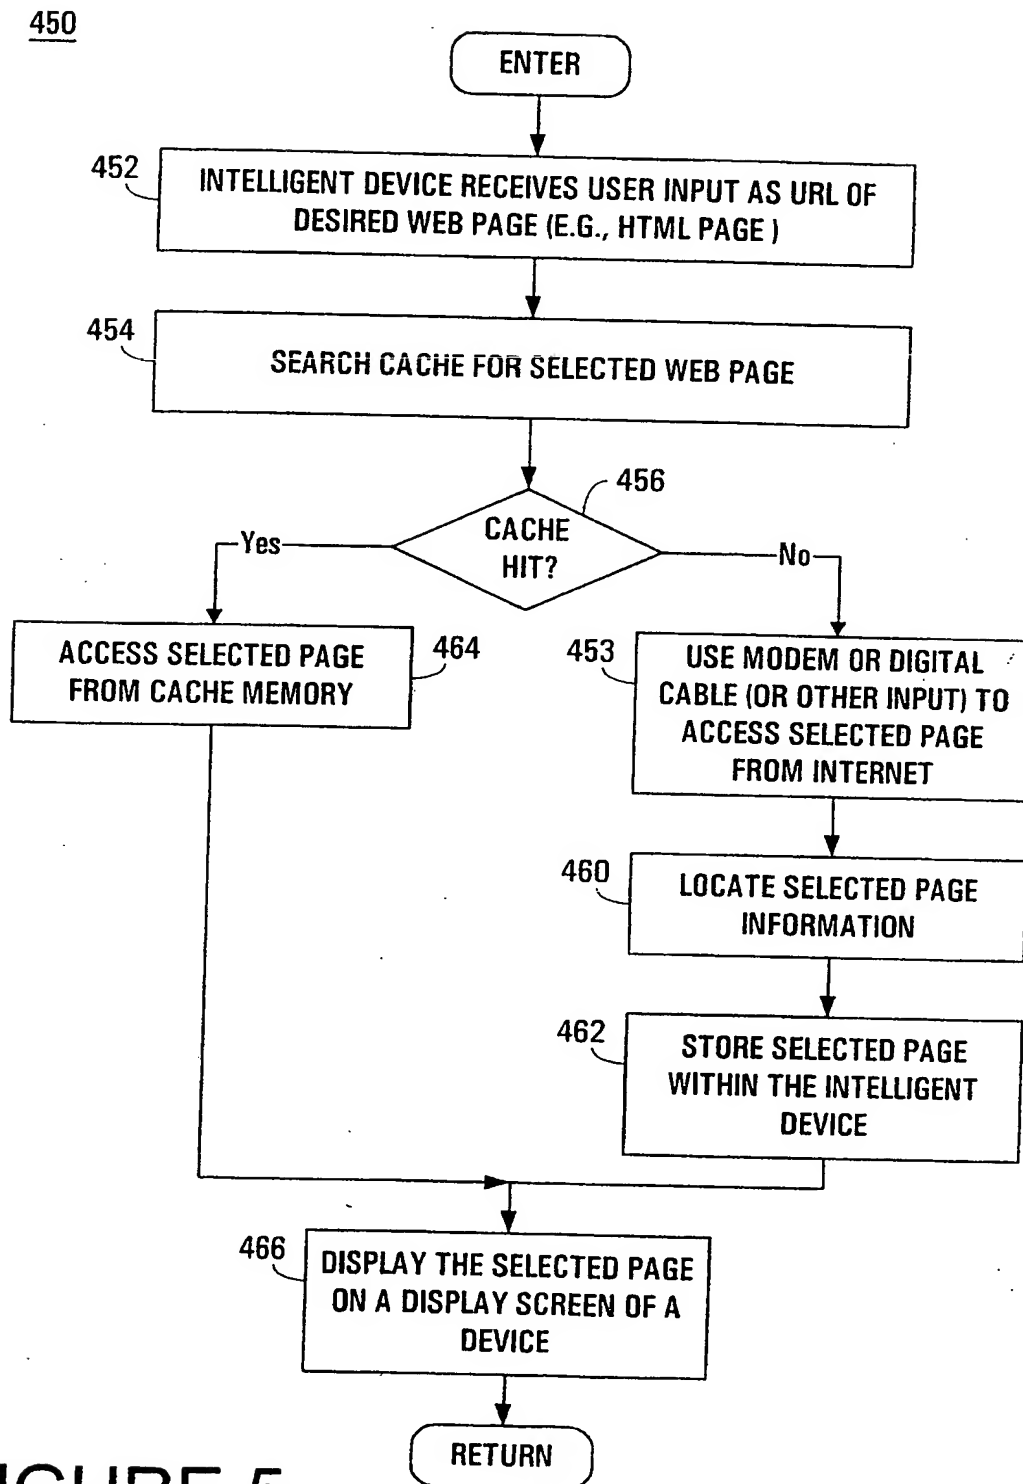 450
ENTER
452
INTELLIGENT DEVICE RECEIVES USER INPUT AS URL OF
DESIRED WEB PAGE (E.G., HTML PAGE )
454
SEARCH CACHE FOR SELECTED WEB PAGE
456
CACHE
HIT?
Yes
No
ACCESS SELECTED PAGE
FROM CACHE MEMORY
464
453
USE MODEM OR DIGITAL
CABLE (OR OTHER INPUT) TO
ACCESS SELECTED PAGE
FROM INTERNET
460
LOCATE SELECTED PAGE
INFORMATION
462
STORE SELECTED PAGE
WITHIN THE INTELLIGENT
DEVICE
466
DISPLAY THE SELECTED PAGE
ON A DISPLAY SCREEN OF A
DEVICE
RETURN
IGURE 5